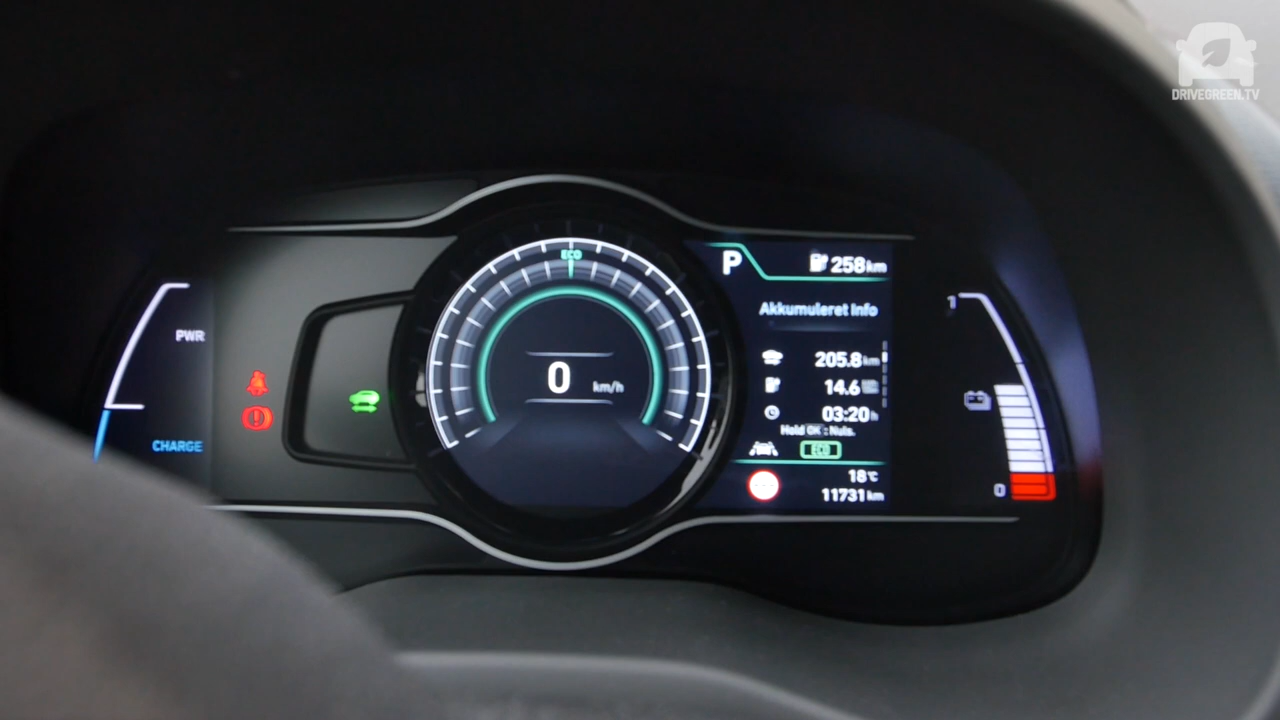 DRIVEGREEN.TV
PWR
CHARGE
ECO
0 km/h
P 258km
Akkumuleret Info
205.8km
14.6
03:20h
Hold OK : Nuls.
ECO
18°C
11731km
1
0